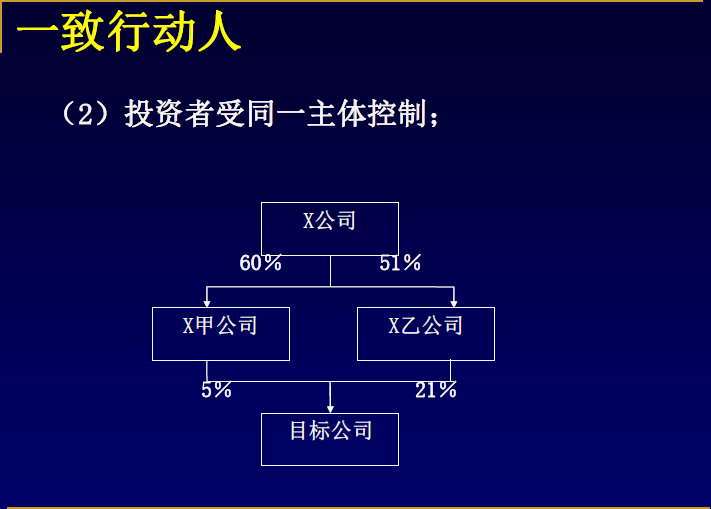 一致行动人
（2）投资者受同一主体控制；
X公司
60% 51%
X甲公司 X乙公司
5% 21%
目标公司